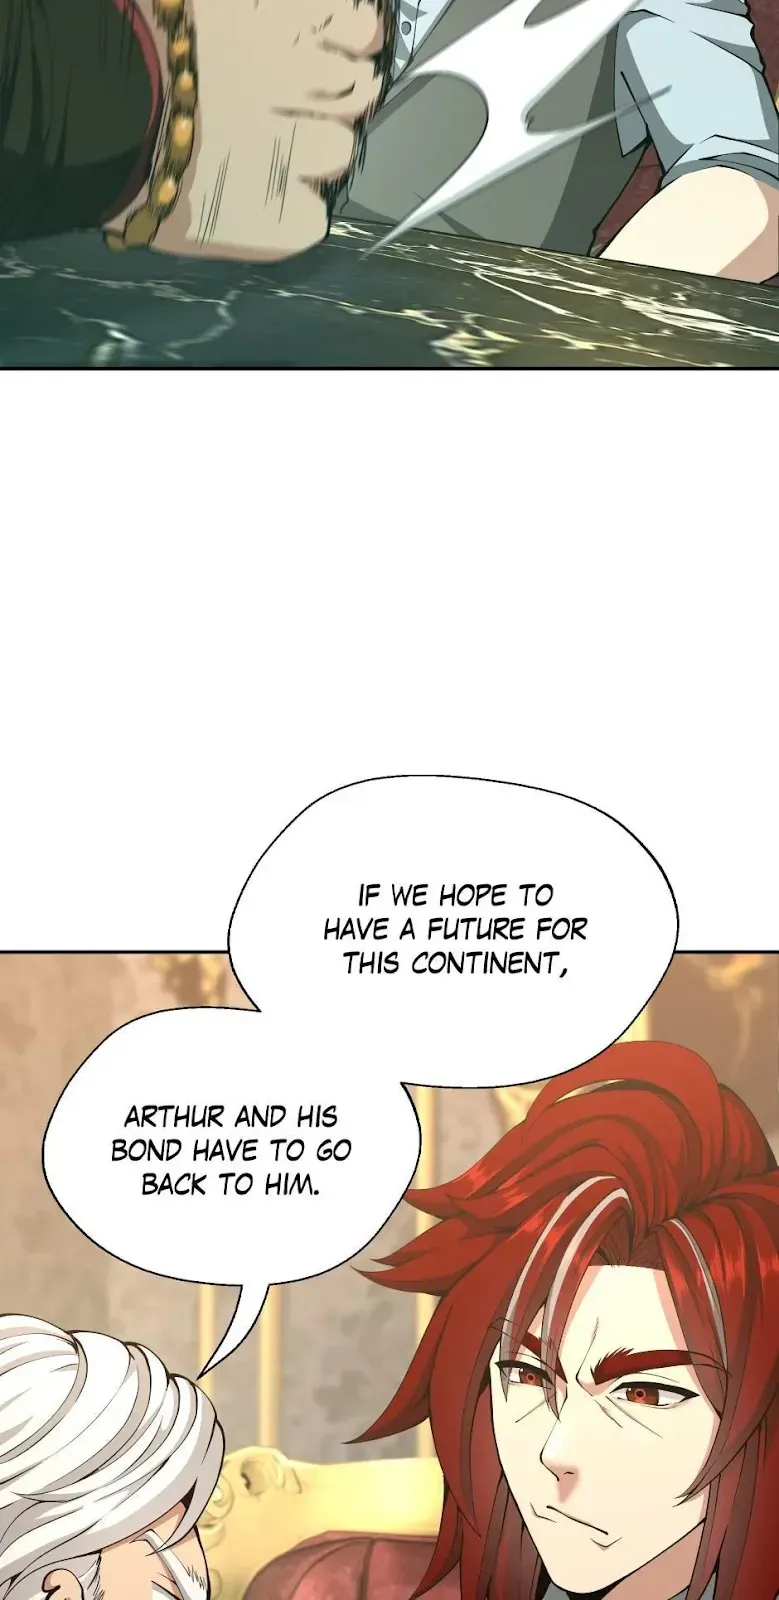 IF WE HOPE TO
HAVE A FUTURE FOR
THIS CONTINENT,
ARTHUR AND HIS
BOND HAVE TO GO
BACK TO HIM.